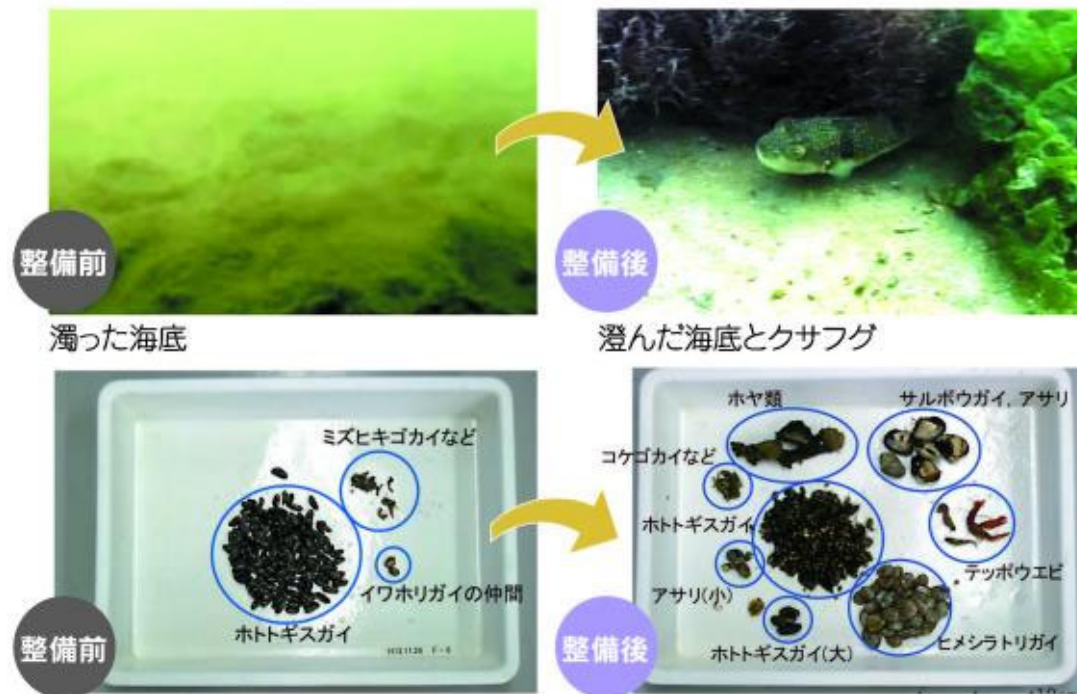 整備前
整備後
濁った海底
澄んだ海底とクサフグ
ミズヒキゴカイなど
イワホリガイの仲間
ホトトギスガイ
整備前
ホヤ類
サルボウガイ, アサリ
コケゴカイなど
ホトトギスガイ
テッポウエビ
アサリ(小)
ヒメシラトリガイ
ホトトギスガイ(大)
整備後